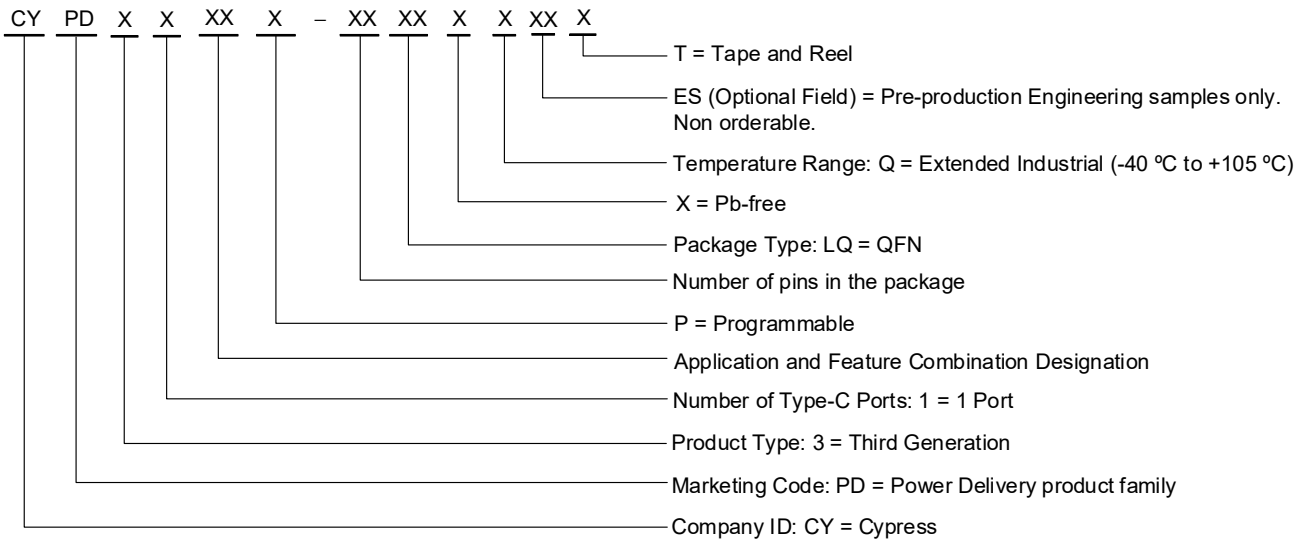 CY PD X X XX X – XX XX X X XX X
T = Tape and Reel
ES (Optional Field) = Pre-production Engineering samples only.
Non orderable.
Temperature Range: Q = Extended Industrial (-40 ºC to +105 ºC)
X = Pb-free
Package Type: LQ = QFN
Number of pins in the package
P = Programmable
Application and Feature Combination Designation
Number of Type-C Ports: 1 = 1 Port
Product Type: 3 = Third Generation
Marketing Code: PD = Power Delivery product family
Company ID: CY = Cypress